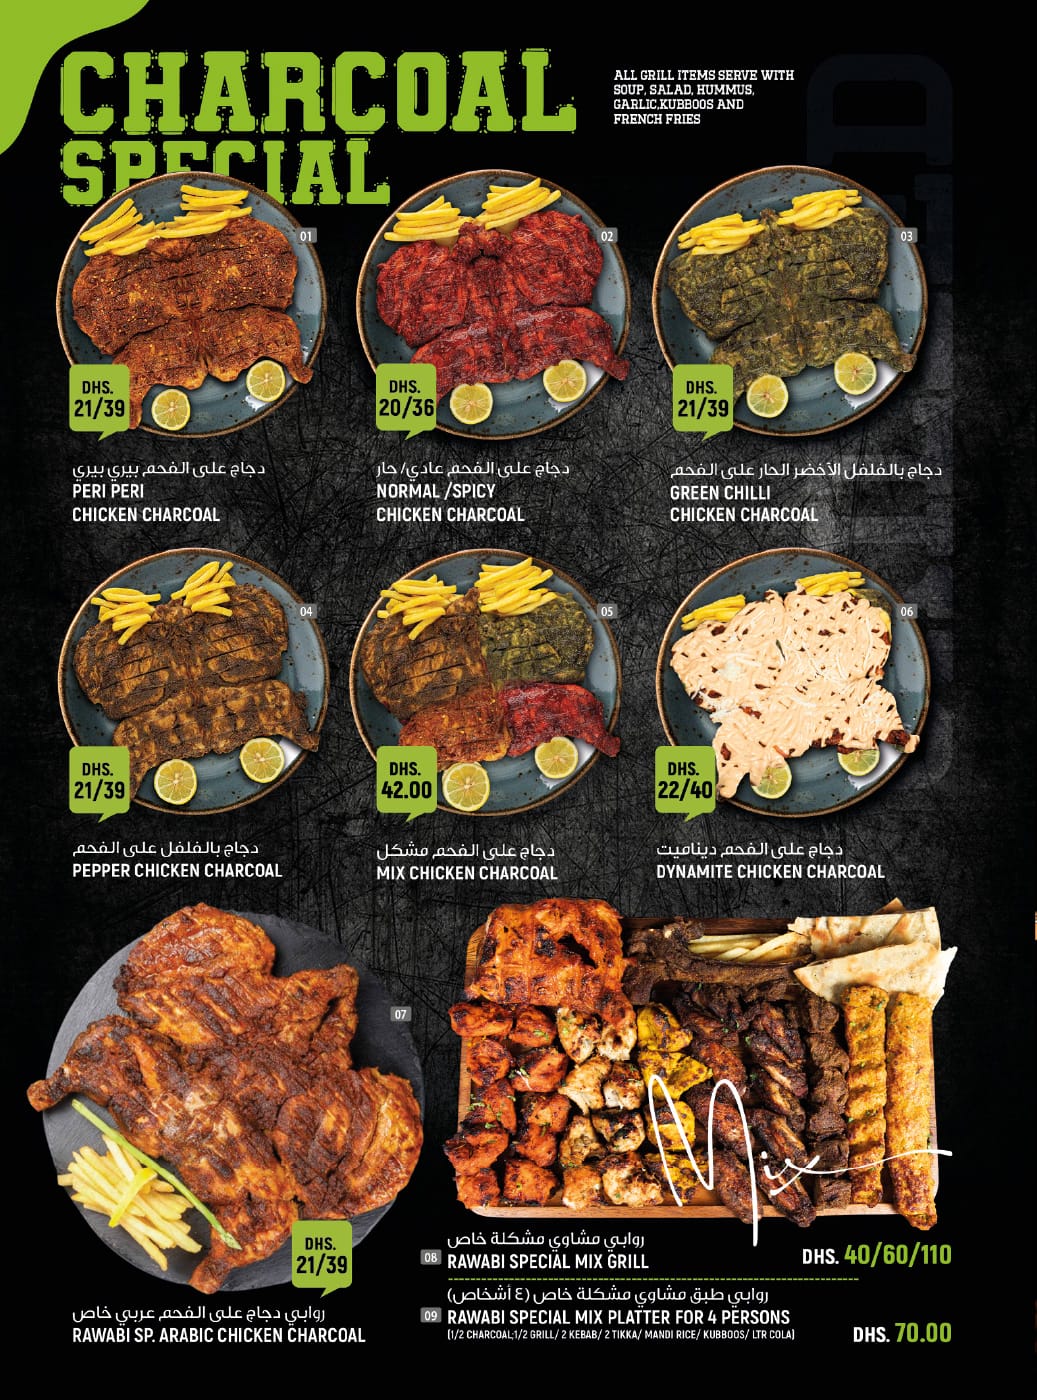 CHARCOAL
SPECIAL
ALL GRILL ITEMS SERVE WITH
SOUP, SALAD, HUMMUS,
GARLIC,KUBBOOS AND
FRENCH FRIES
01
DHS.
21/39
دجاج على الفحم بيري بيري
PERI PERI
CHICKEN CHARCOAL
02
DHS.
20/36
دجاج على الفحم عادي/ حار
NORMAL /SPICY
CHICKEN CHARCOAL
03
DHS.
21/39
دجاج بالفلفل الأخضر الحار على الفحم
GREEN CHILLI
CHICKEN CHARCOAL
04
DHS.
21/39
دجاج بالفلفل على الفحم
PEPPER CHICKEN CHARCOAL
05
DHS.
42.00
دجاج على الفحم مشكل
MIX CHICKEN CHARCOAL
06
DHS.
22/40
دجاج على الفحم ديناميت
DYNAMITE CHICKEN CHARCOAL
07
DHS.
21/39
روابي دجاج على الفحم عربي خاص
RAWABI SP. ARABIC CHICKEN CHARCOAL
Mix
روابي مشاوي مشكلة خاص
08 RAWABI SPECIAL MIX GRILL
DHS. 40/60/110
روابي طبق مشاوي مشكلة خاص (٤ أشخاص)
09 RAWABI SPECIAL MIX PLATTER FOR 4 PERSONS
(1/2 CHARCOAL;1/2 GRILL/ 2 KEBAB/ 2 TIKKA/ MANDI RICE/ KUBBOOS/ LTR COLA)
DHS. 70.00